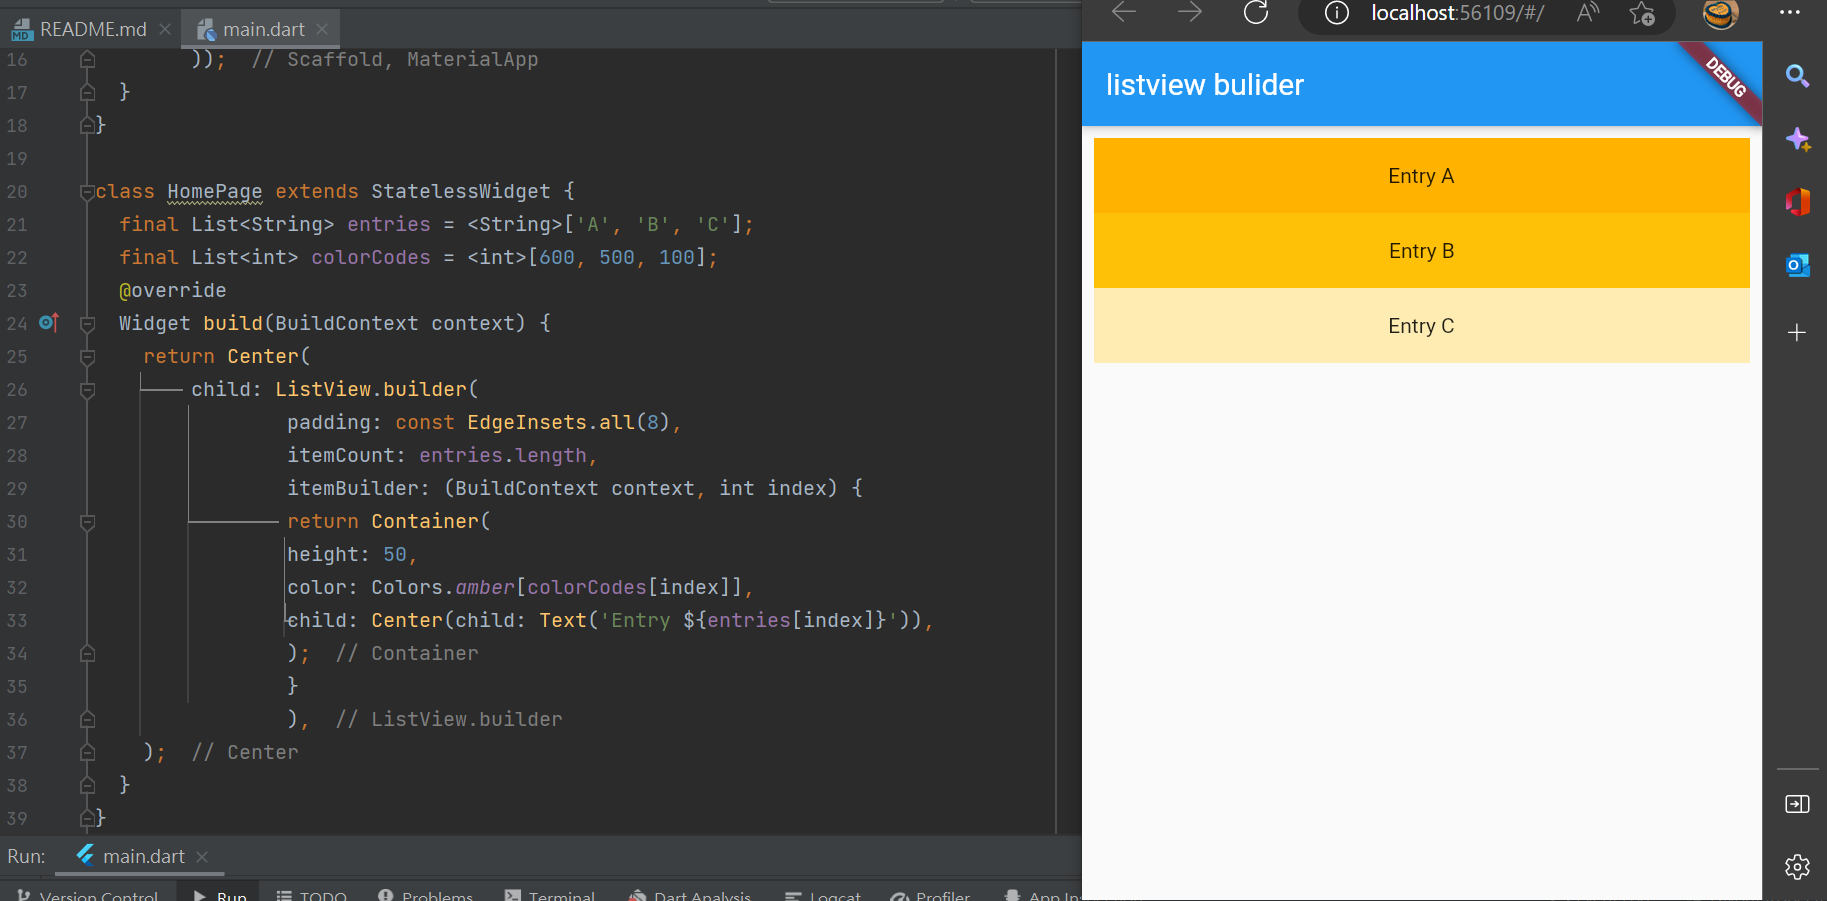 README.md
main.dart
16 )); // Scaffold, MaterialApp
17 }
18 }
19
20 class HomePage extends StatelessWidget {
21 final List<String> entries = <String>['A', 'B', 'C'];
22 final List<int> colorCodes = <int>[600, 500, 100];
23 @override
24 Widget build(BuildContext context) {
25 return Center(
26 child: ListView.builder(
27 padding: const EdgeInsets.all(8),
28 itemCount: entries.length,
29 itemBuilder: (BuildContext context, int index) {
30 return Container(
31 height: 50,
32 color: Colors.amber[colorCodes[index]],
33 child: Center(child: Text('Entry ${entries[index]}')),
34 ); // Container
35 }
36 ), // ListView.builder
37 ); // Center
38 }
39 }
Run: main.dart
Version Control Run TODO Problems Terminal Dart Analysis Logcat Profiler App In
localhost:56109/#/
listview bulider
DEBUG
Entry A
Entry B
Entry C